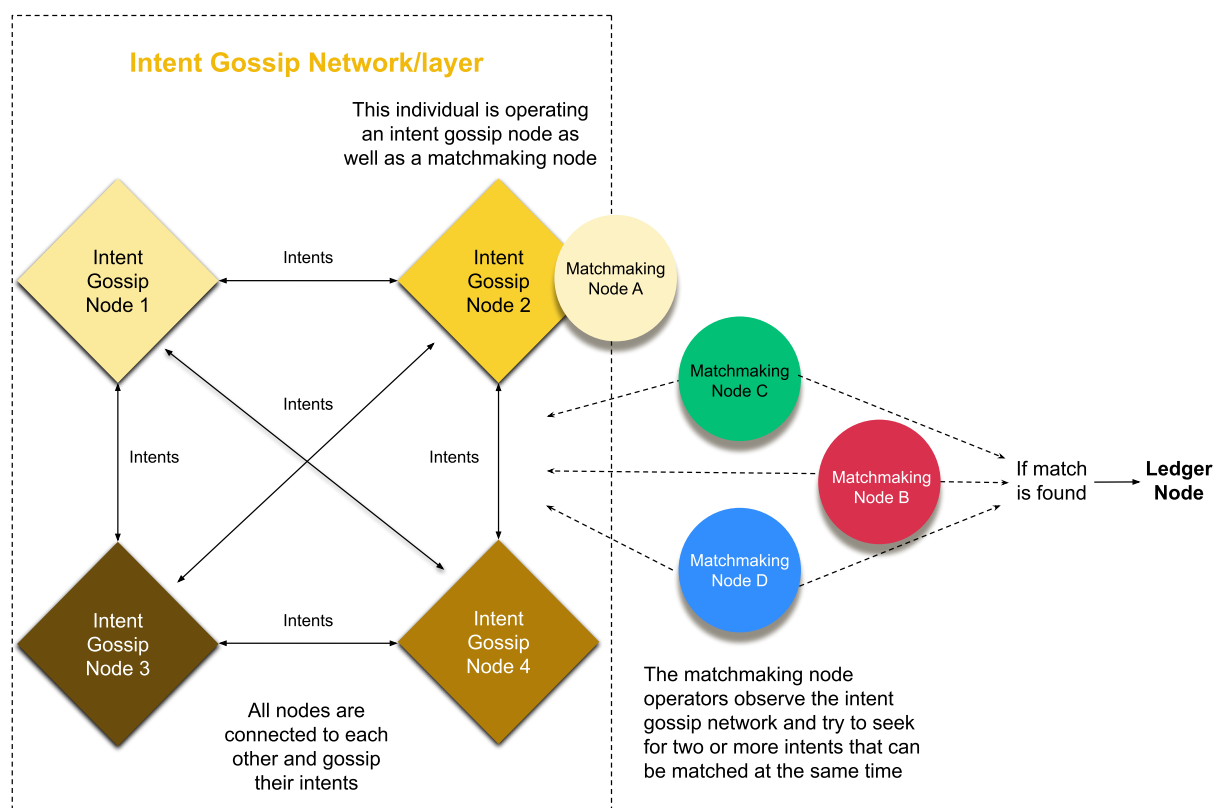 Intent Gossip Network/layer
This individual is operating
an intent gossip node as
well as a matchmaking node
Intent
Gossip
Node 1
Intents
Intent
Gossip
Node 2
Matchmaking
Node A
Matchmaking
Node C
Intents
Intents
Intents
Matchmaking
Node B
If match
is found
Ledger
Node
Matchmaking
Node D
Intent
Gossip
Node 3
Intents
Intent
Gossip
Node 4
All nodes are
connected to each
other and gossip
their intents
The matchmaking node
operators observe the intent
gossip network and try to seek
for two or more intents that can
be matched at the same time